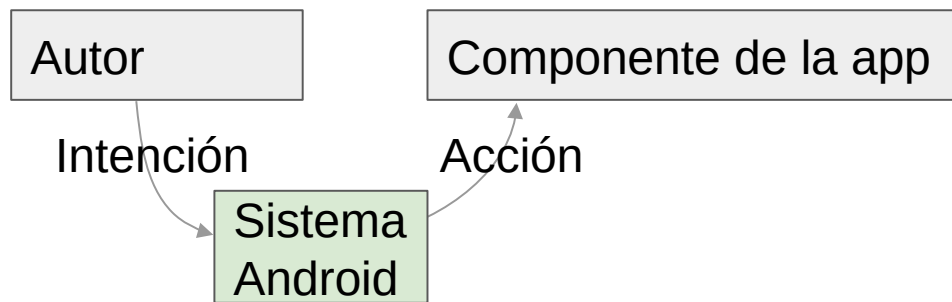 Autor
Componente de la app
Intención
Acción
Sistema
Android